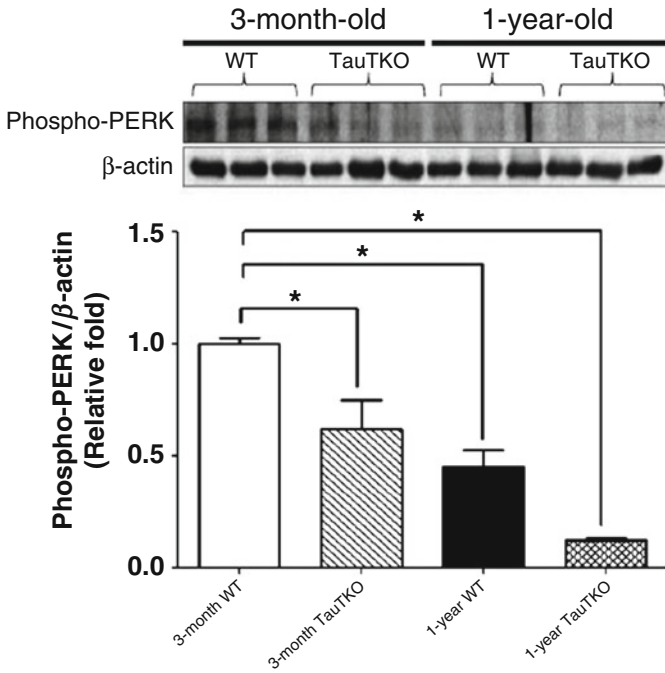 3-month-old 1-year-old
WT TauTKO WT TauTKO
Phospho-PERK
β-actin
Phospho-PERK/β-actin
(Relative fold)
1.5
1.0
0.5
0.0
*
*
*
3-month WT
3-month TauTKO
1-year WT
1-year TauTKO